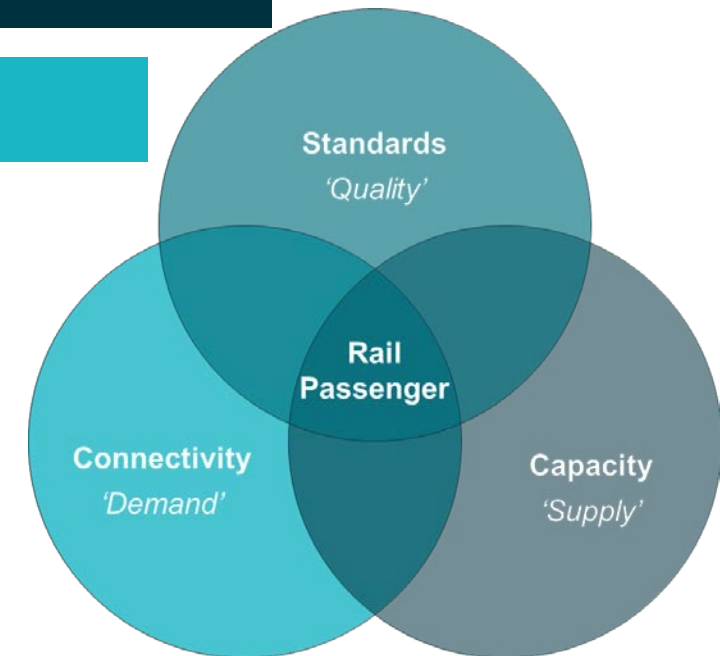 Standards
‘Quality’
Rail
Passenger
Connectivity
‘Demand’
Capacity
‘Supply’